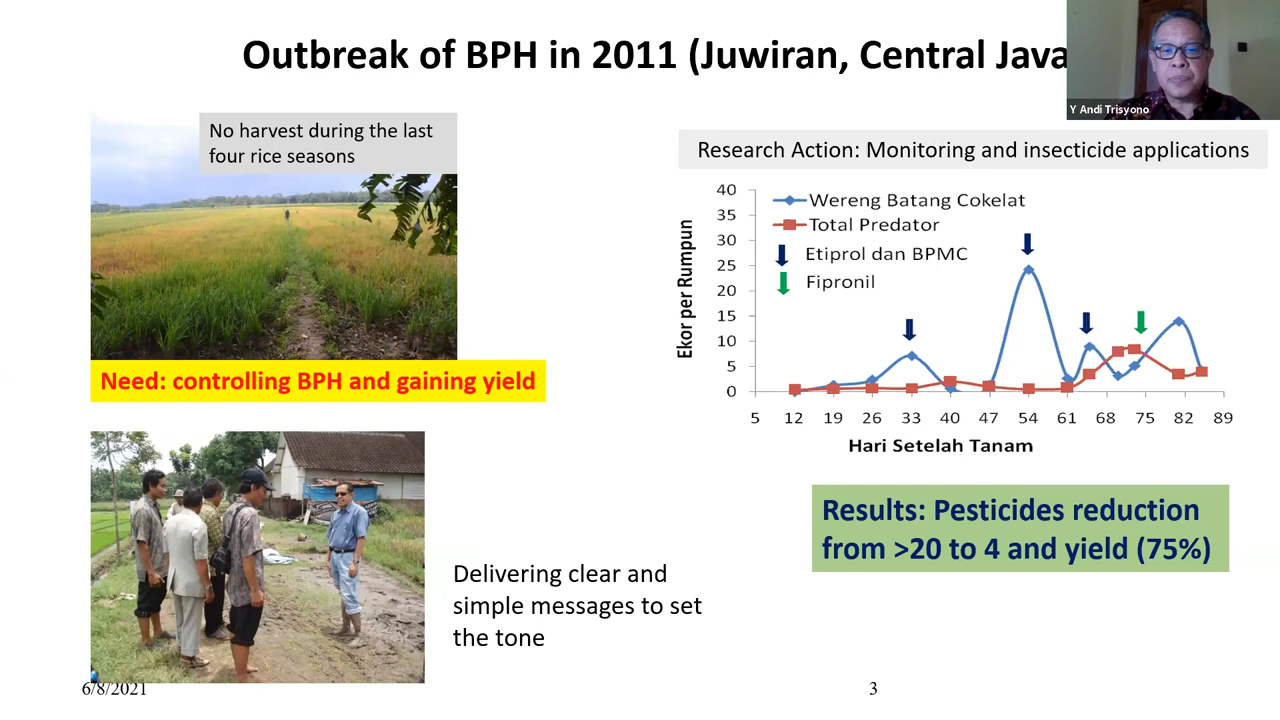 Outbreak of BPH in 2011 (Juwiran, Central Java
Y Andi Trisyono
No harvest during the last
four rice seasons
Need: controlling BPH and gaining yield
Delivering clear and
simple messages to set
the tone
Research Action: Monitoring and insecticide applications
Ekor per Rumpun
40
35
30
25
20
15
10
5
0
Wereng Batang Cokelat
Total Predator
Etiprol dan BPMC
Fipronil
5 12 19 26 33 40 47 54 61 68 75 82 89
Hari Setelah Tanam
Results: Pesticides reduction
from >20 to 4 and yield (75%)
6/8/2021
3